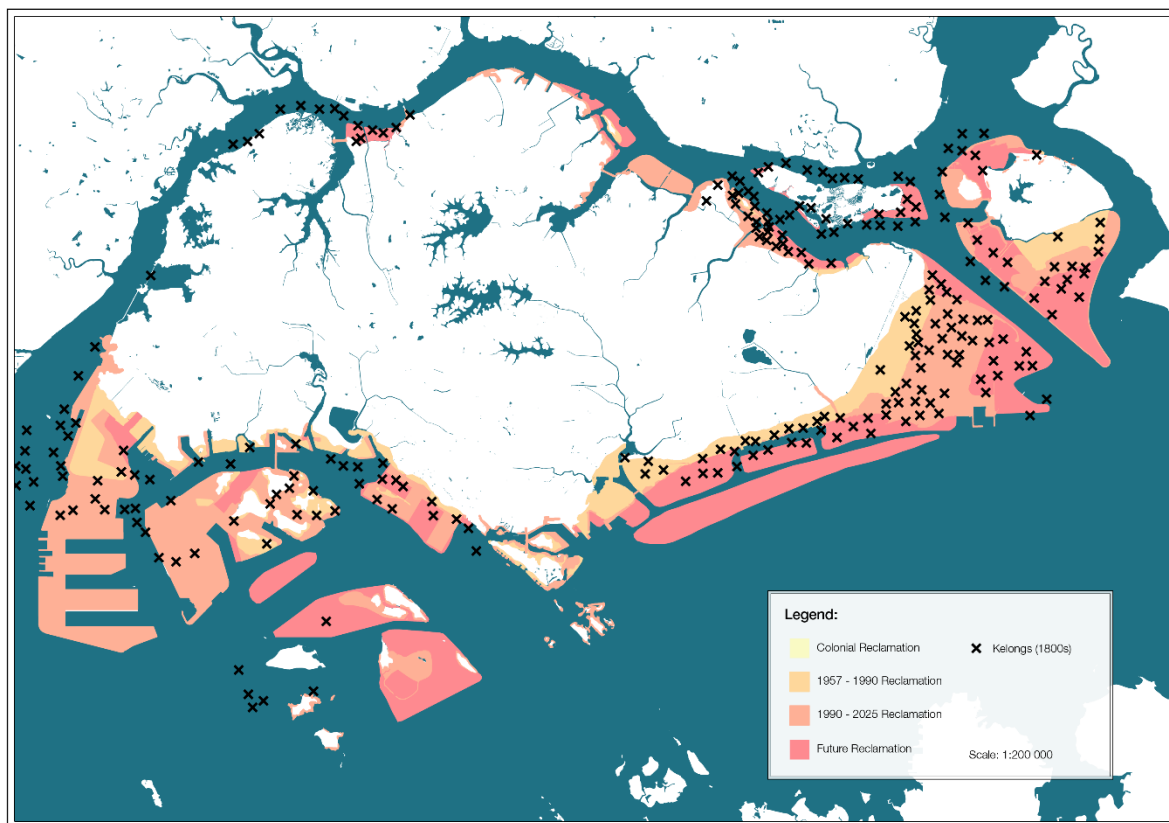 Legend:
Colonial Reclamation
Kelongs (1800s)
1957 - 1990 Reclamation
1990 - 2025 Reclamation
Future Reclamation
Scale: 1:200 000